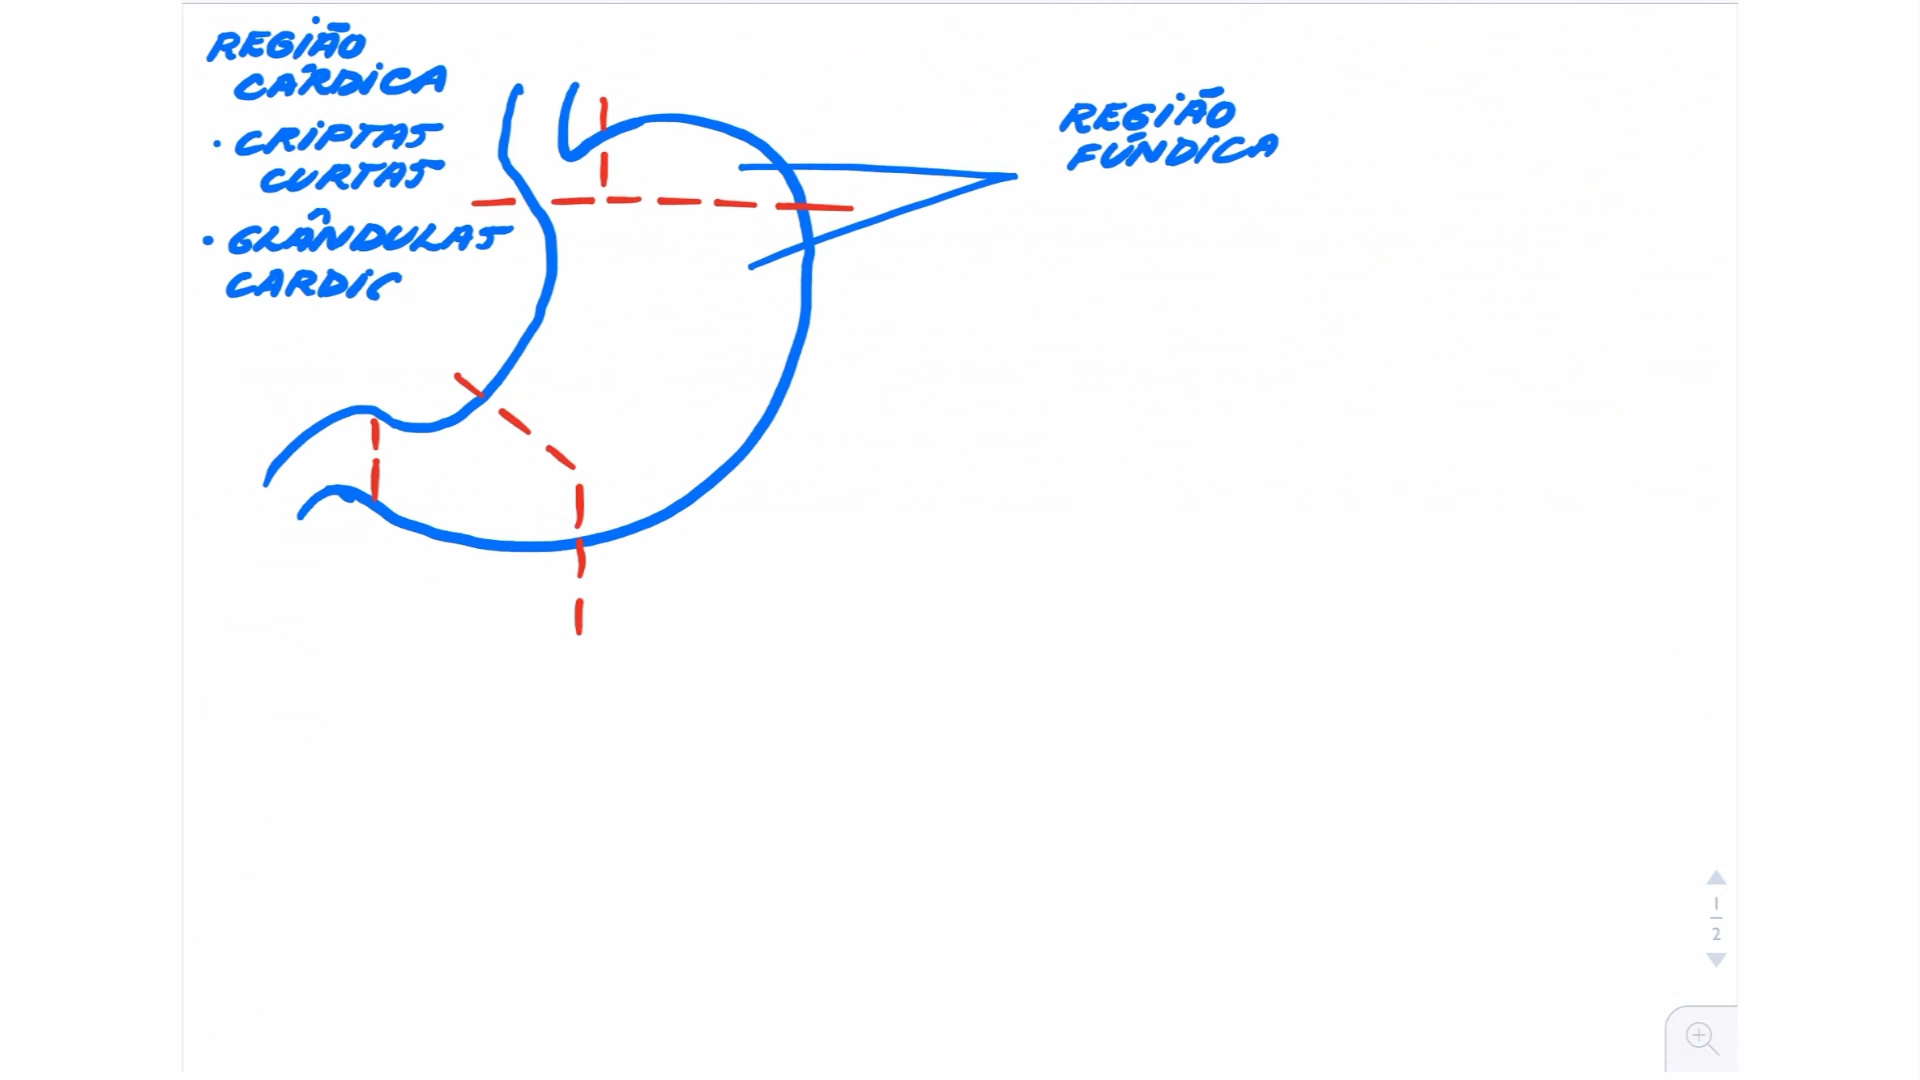 REGIÃO
CÁRDICA
• CRIPTAS
CURTAS
• GLÂNDULAS
CARDIC
REGIÃO
FÚNDICA
1
2